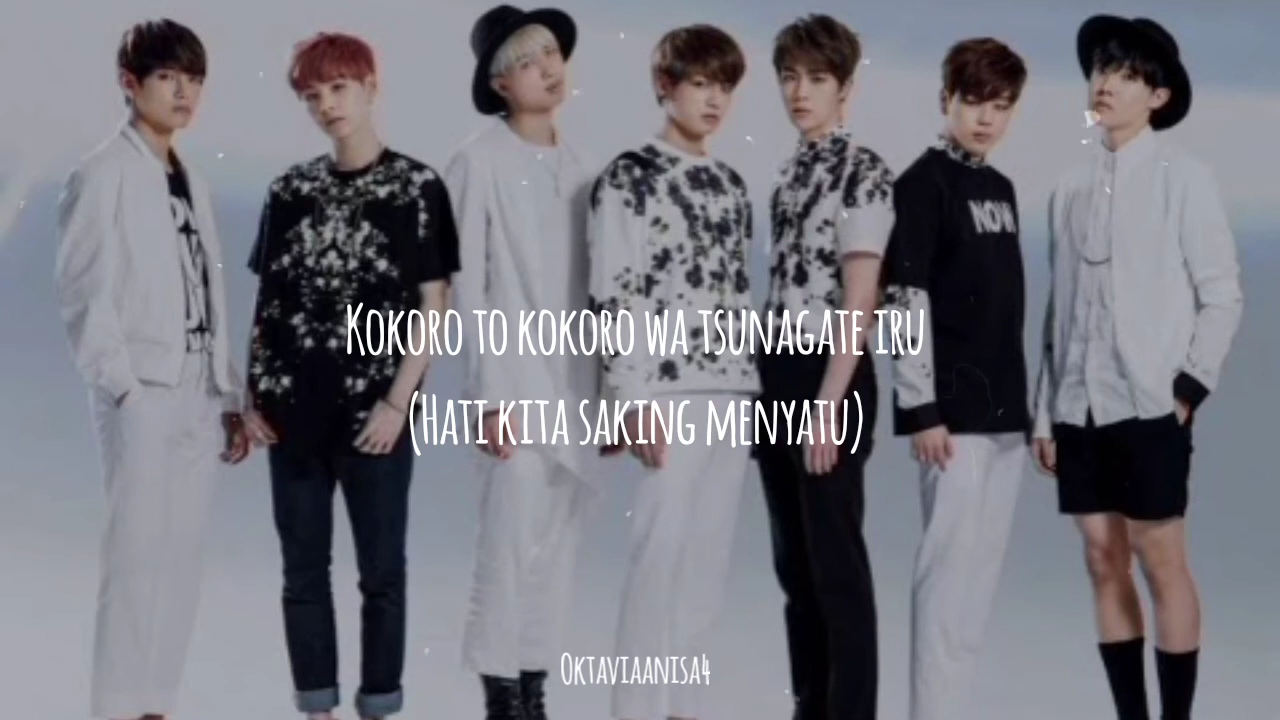 NOW
Kokoro to kokoro wa tsunagate iru
(Hati kita saking menyatu)
Oktaviaanisa4